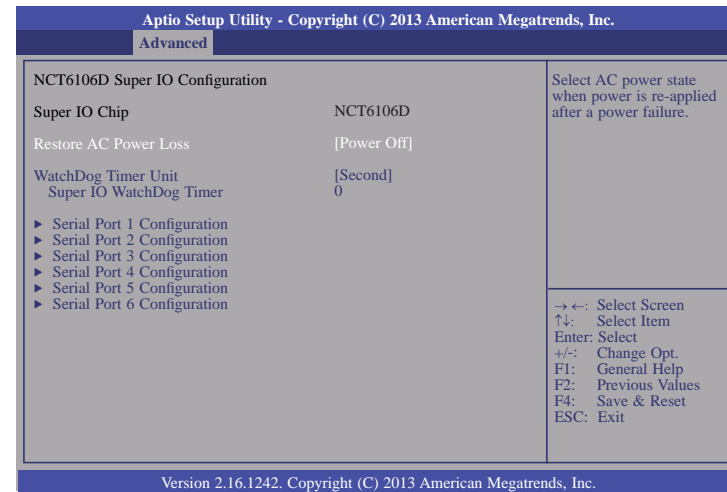 Aptio Setup Utility - Copyright (C) 2013 American Megatrends, Inc.
Advanced
NCT6106D Super IO Configuration
Super IO Chip NCT6106D
Restore AC Power Loss [Power Off]
WatchDog Timer Unit [Second]
Super IO WatchDog Timer 0
► Serial Port 1 Configuration
► Serial Port 2 Configuration
► Serial Port 3 Configuration
► Serial Port 4 Configuration
► Serial Port 5 Configuration
► Serial Port 6 Configuration
Select AC power state
when power is re-applied
after a power failure.
→←: Select Screen
↑↓: Select Item
Enter: Select
+/-: Change Opt.
F1: General Help
F2: Previous Values
F4: Save & Reset
ESC: Exit
Version 2.16.1242. Copyright (C) 2013 American Megatrends, Inc.